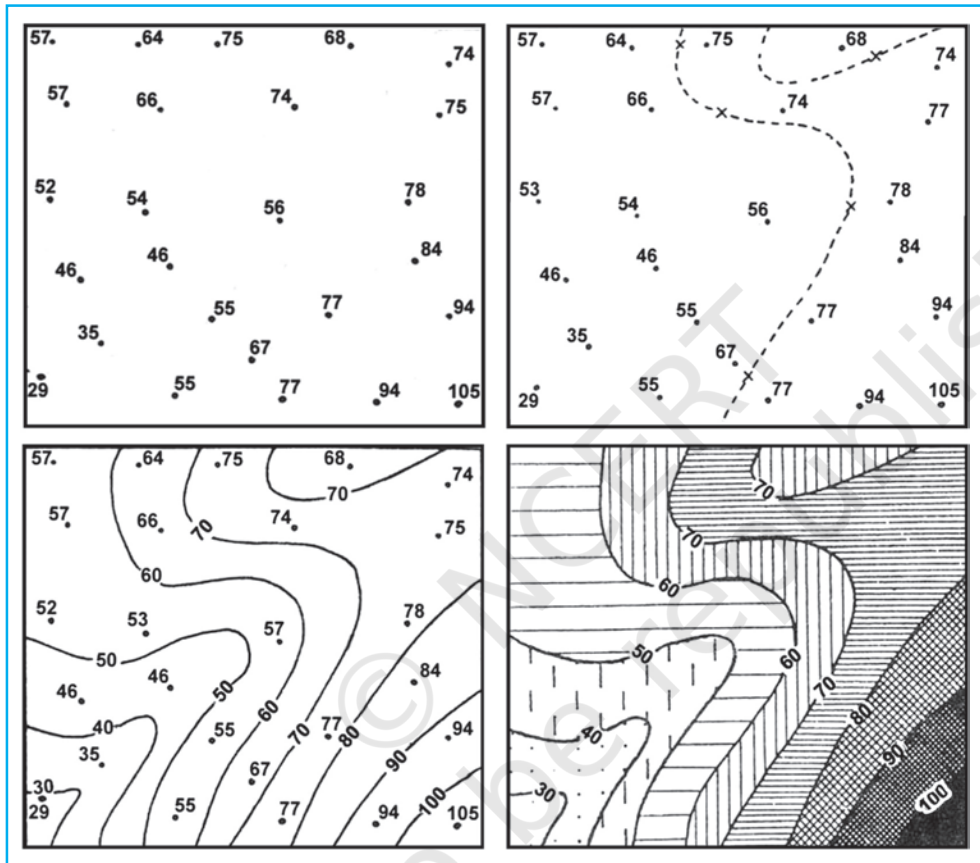 57 64 75 68 74
57 66 74 75
52 54 56 78
46 46 84
35 55 77 94
67
29 55 77 94 105
57 64 75 68 74
57 66 74 77
53 54 56 78
46 46 84
35 55 77 94
67
29 55 77 94 105
57 64 75 68 74
70
57 66 70 74 75
60
52 53 57 78
50
46 46 50 60 84
40 55 70 77 80 94
35 67 90
30
29 55 77 94 100 105
70
70
60
50 60
70
40 80
90
30 100
© NCERT
be republis